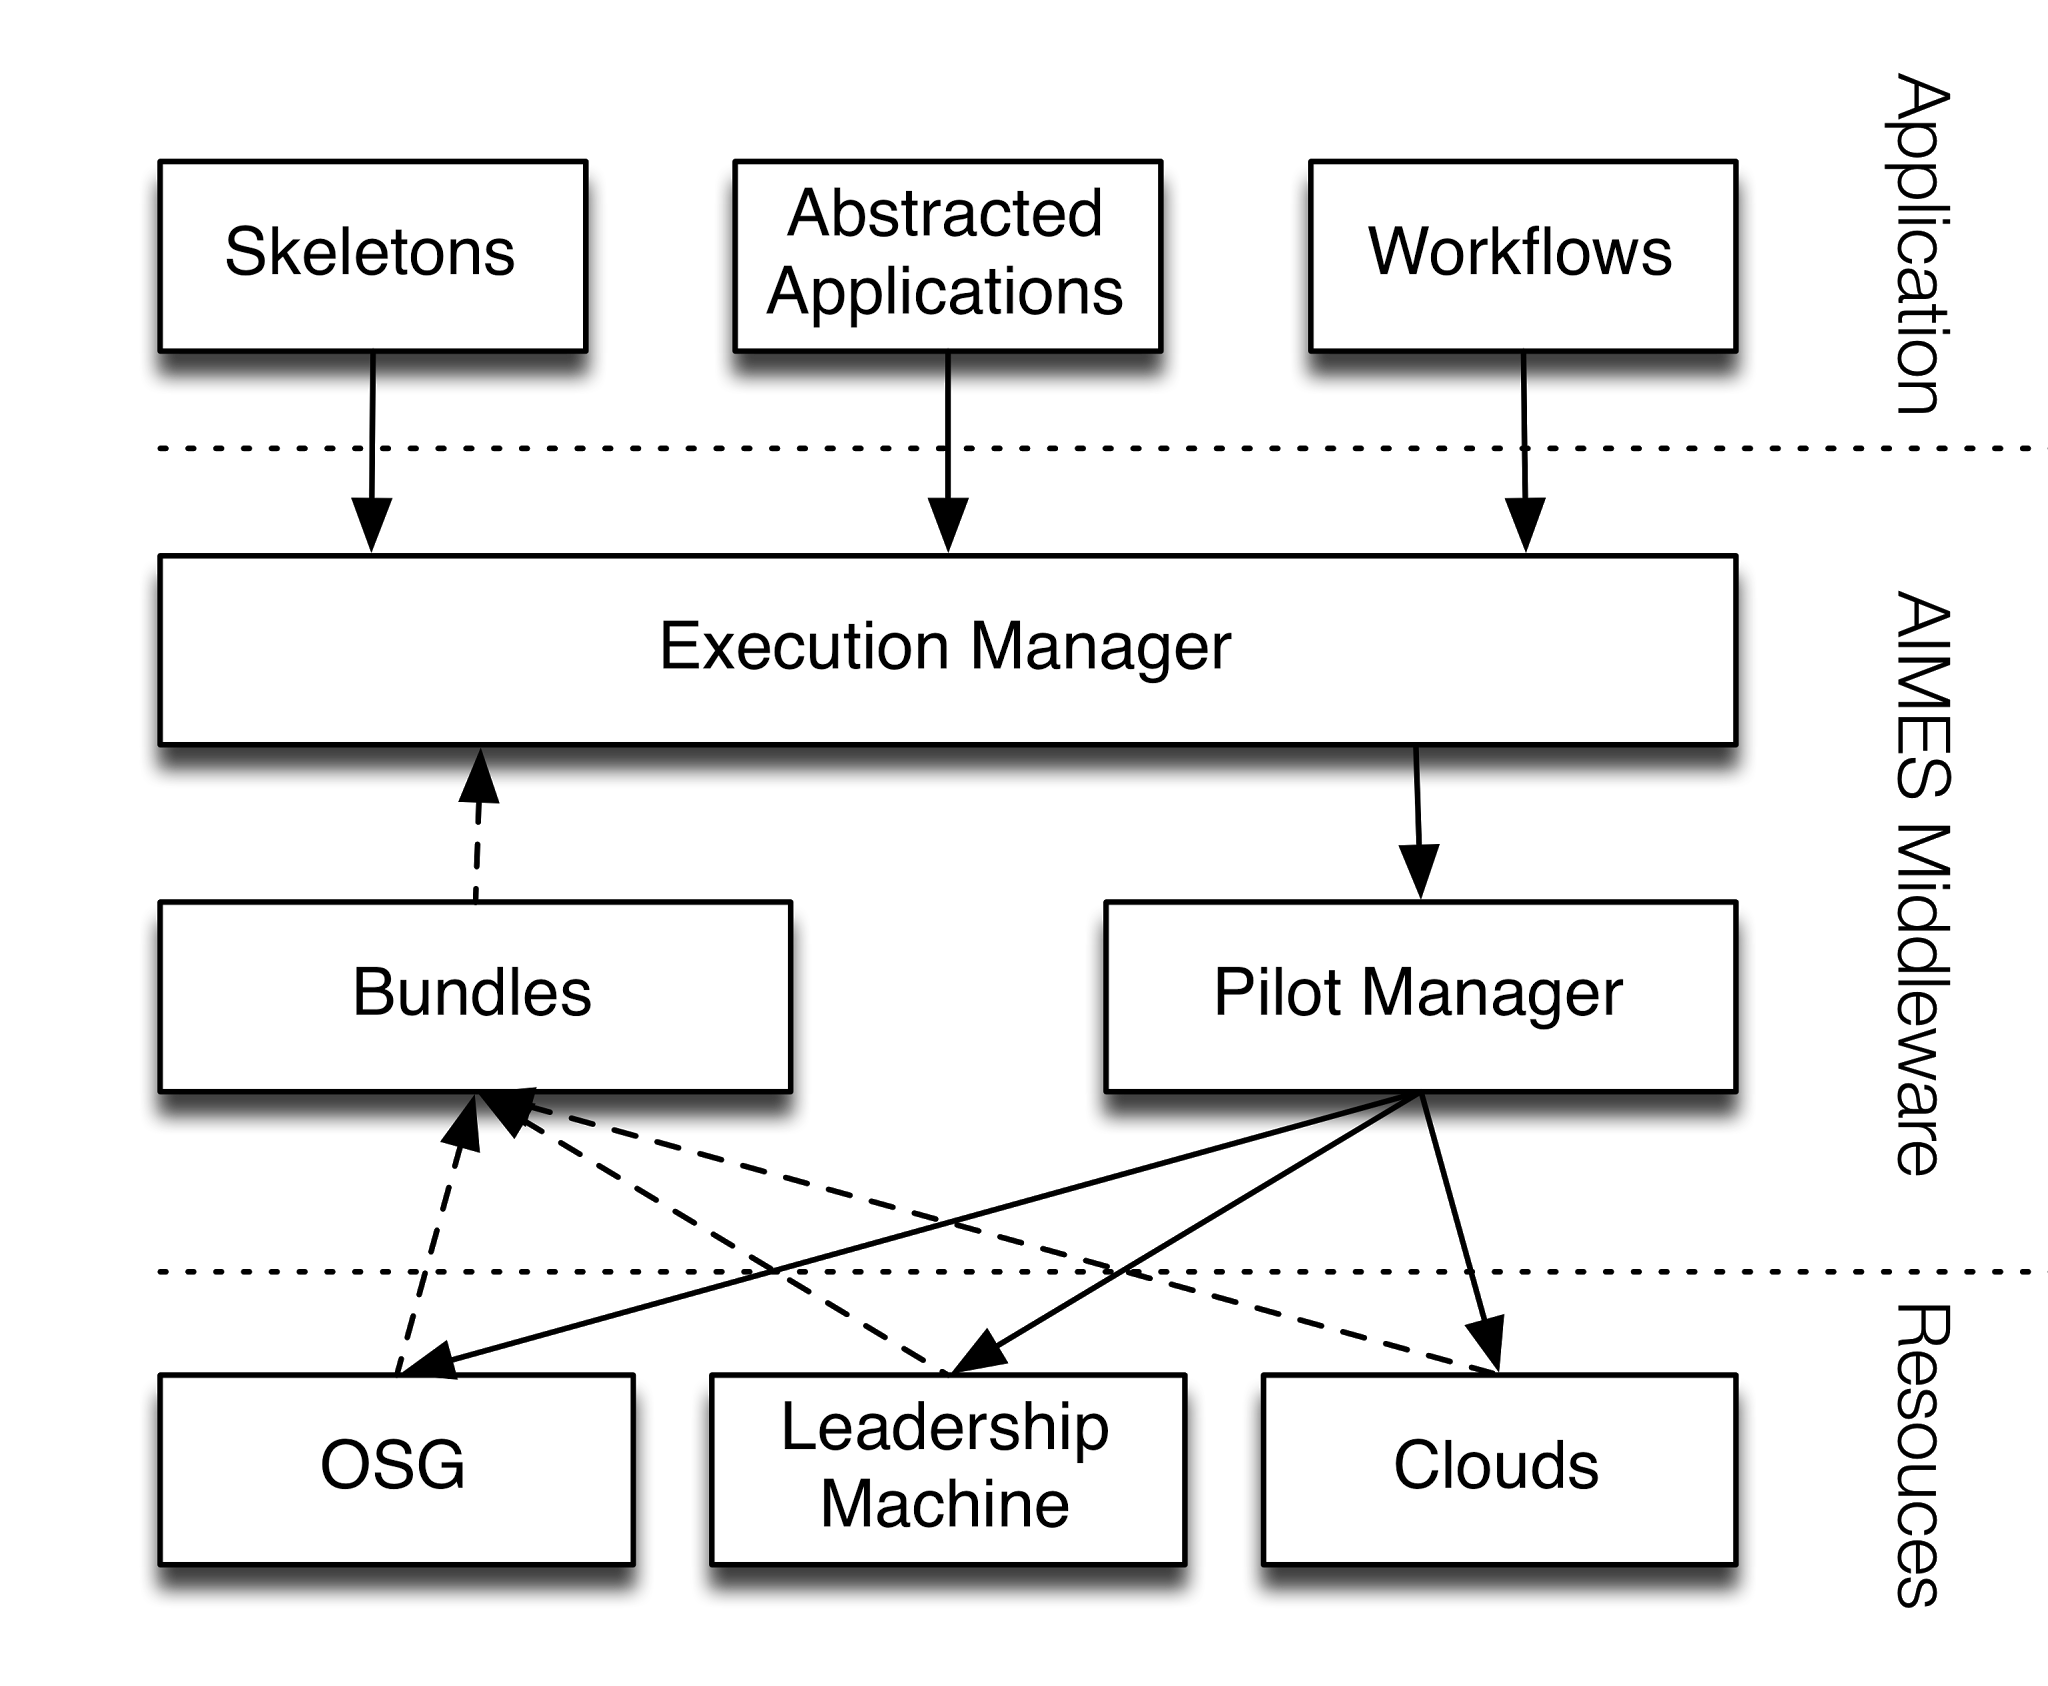 Application
Skeletons
Abstracted
Applications
Workflows
AIMES Middleware
Execution Manager
Bundles
Pilot Manager
Resouces
OSG
Leadership
Machine
Clouds